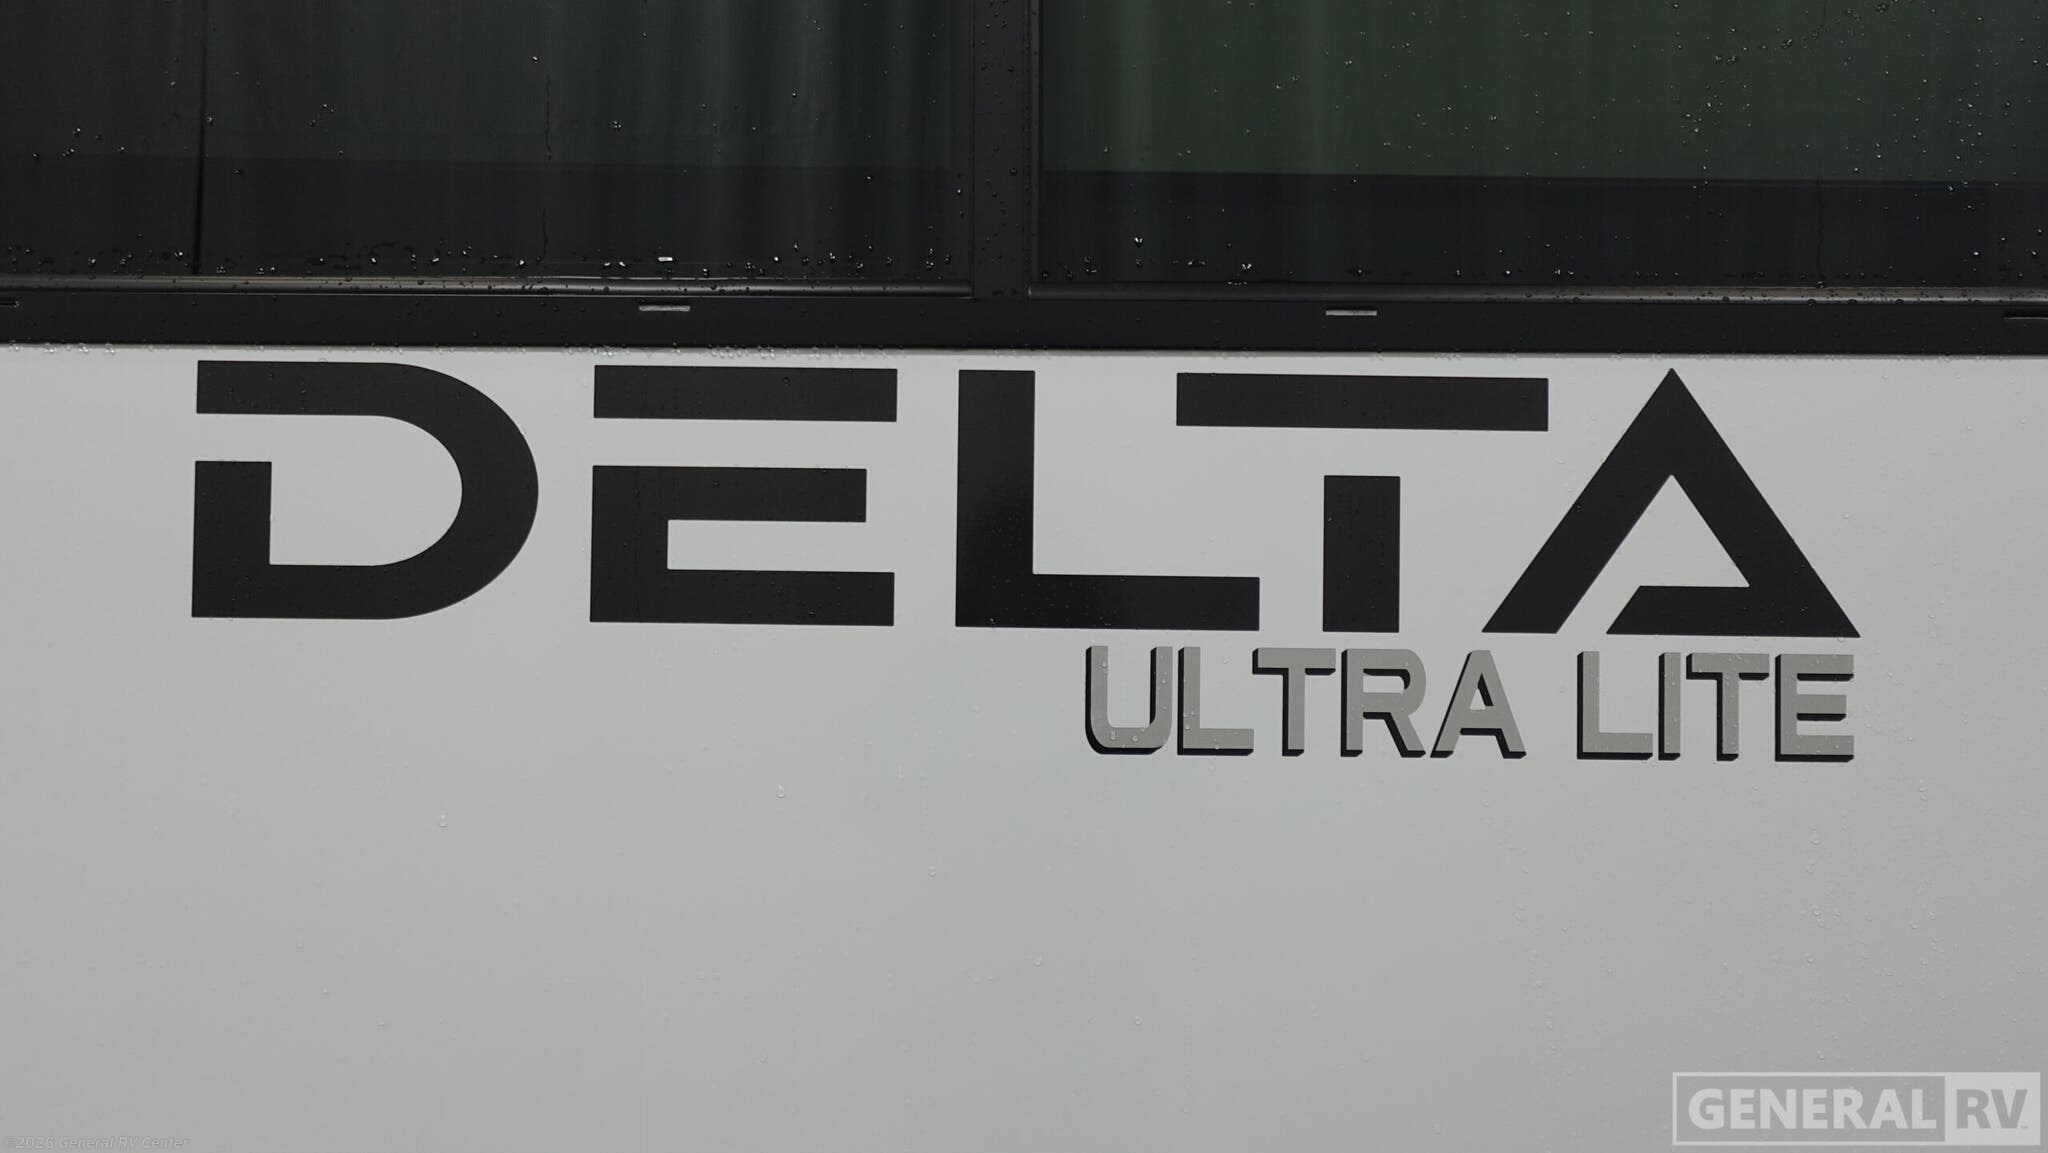 DELTA
ULTRA LITE
GENERAL RV
©2025 General RV Center